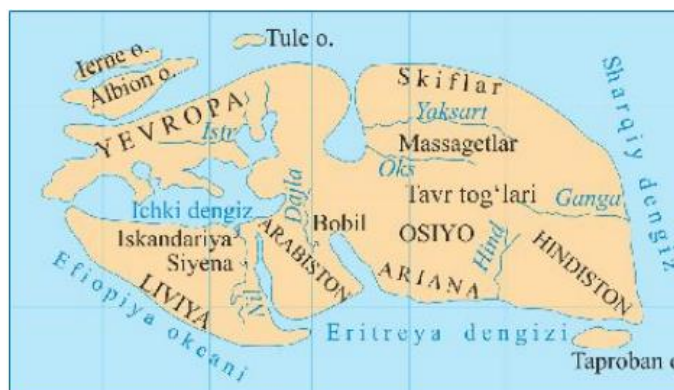 Tule o.
Ierne o.
Albion o.
Skiflar
Sharqiy dengiz
YEVROPA
Istr
Yaksart
Massagetlar
Oks
Dajla
Tavr tog‘lari
Ganga
Ichki dengiz
Bobil
Iskandariya
ARABISTON
OSIYO
Hind
HINDISTON
Siyena
LIVIYA
Nil
ARIANA
Efiopiya okeani
Eritreya dengizi
Taproban o